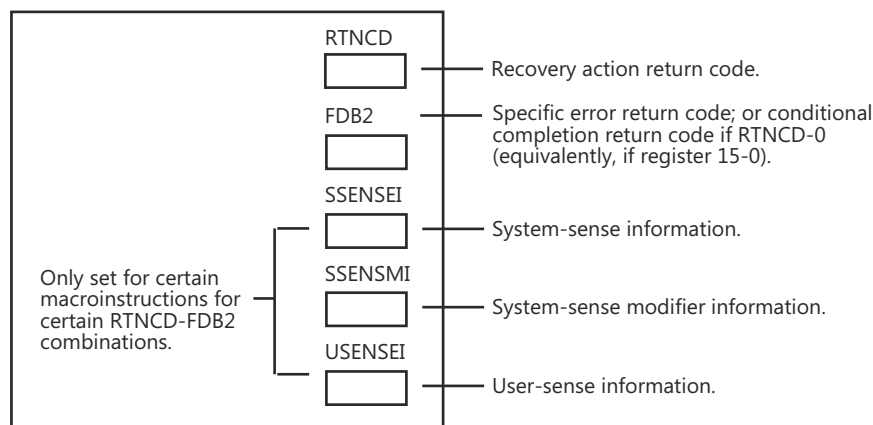 RTNCD
Recovery action return code.
FDB2
Specific error return code; or conditional
completion return code if RTNCD-0
(equivalently, if register 15-0).
SSENSEI
System-sense information.
Only set for certain
macroinstructions for
certain RTNCD-FDB2
combinations.
SSENSMI
System-sense modifier information.
USENSEI
User-sense information.